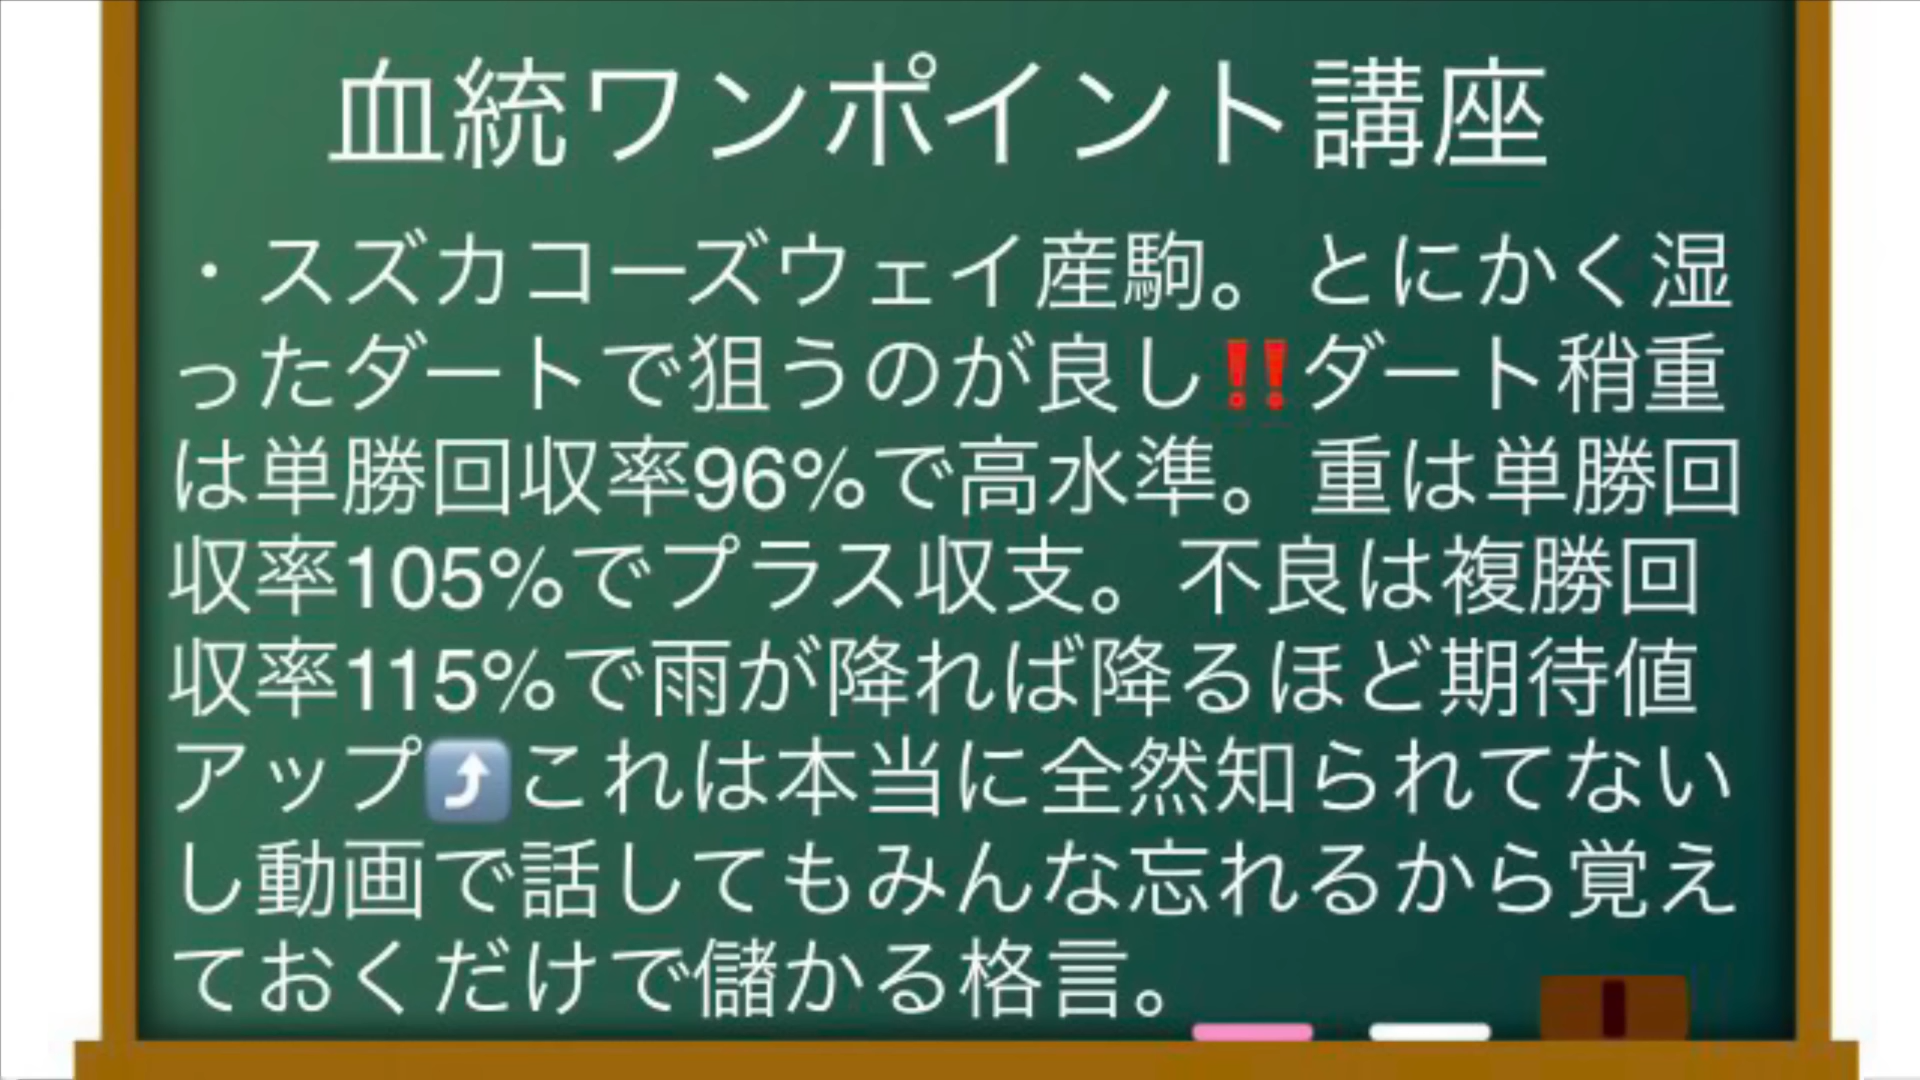 血統ワンポイント講座
・スズカコーズウェイ産駒。とにかく湿
ったダートで狙うのが良し‼️ダート稍重
は単勝回収率96%で高水準。重は単勝回
収率105%でプラス収支。不良は複勝回
収率115%で雨が降れば降るほど期待値
アップ⤴️これは本当に全然知られてない
し動画で話してもみんな忘れるから覚え
ておくだけで儲かる格言。